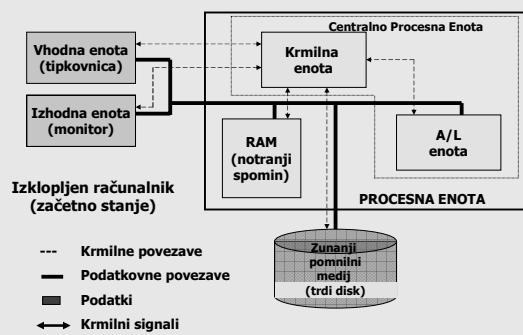 Centralno Procesna Enota
Vhodna enota
(tipkovnica)
Krmilna
enota
Izhodna enota
(monitor)
RAM
(notranji
spomin)
A/L
enota
Izklopljen računalnik
(začetno stanje)
PROCESNA ENOTA
Zunanji
pomnilni
medij
(trdi disk)
Krmilne povezave
Podatkovne povezave
Podatki
Krmilni signali